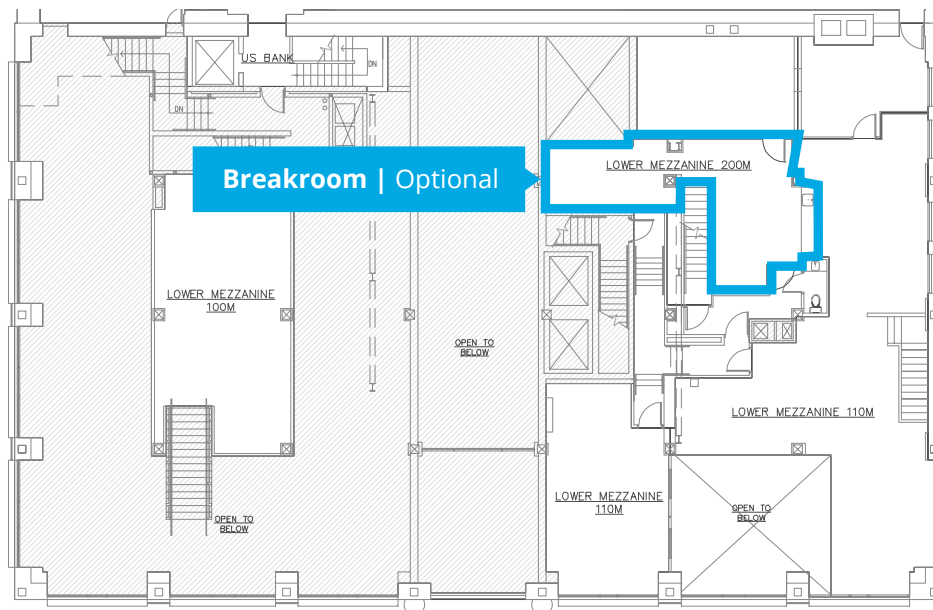 US BANK
DN
DN
LOWER MEZZANINE 200M
Breakroom | Optional
LOWER MEZZANINE
100M
OPEN TO
BELOW
LOWER MEZZANINE 110M
LOWER MEZZANINE
110M
OPEN TO
BELOW
OPEN TO
BELOW